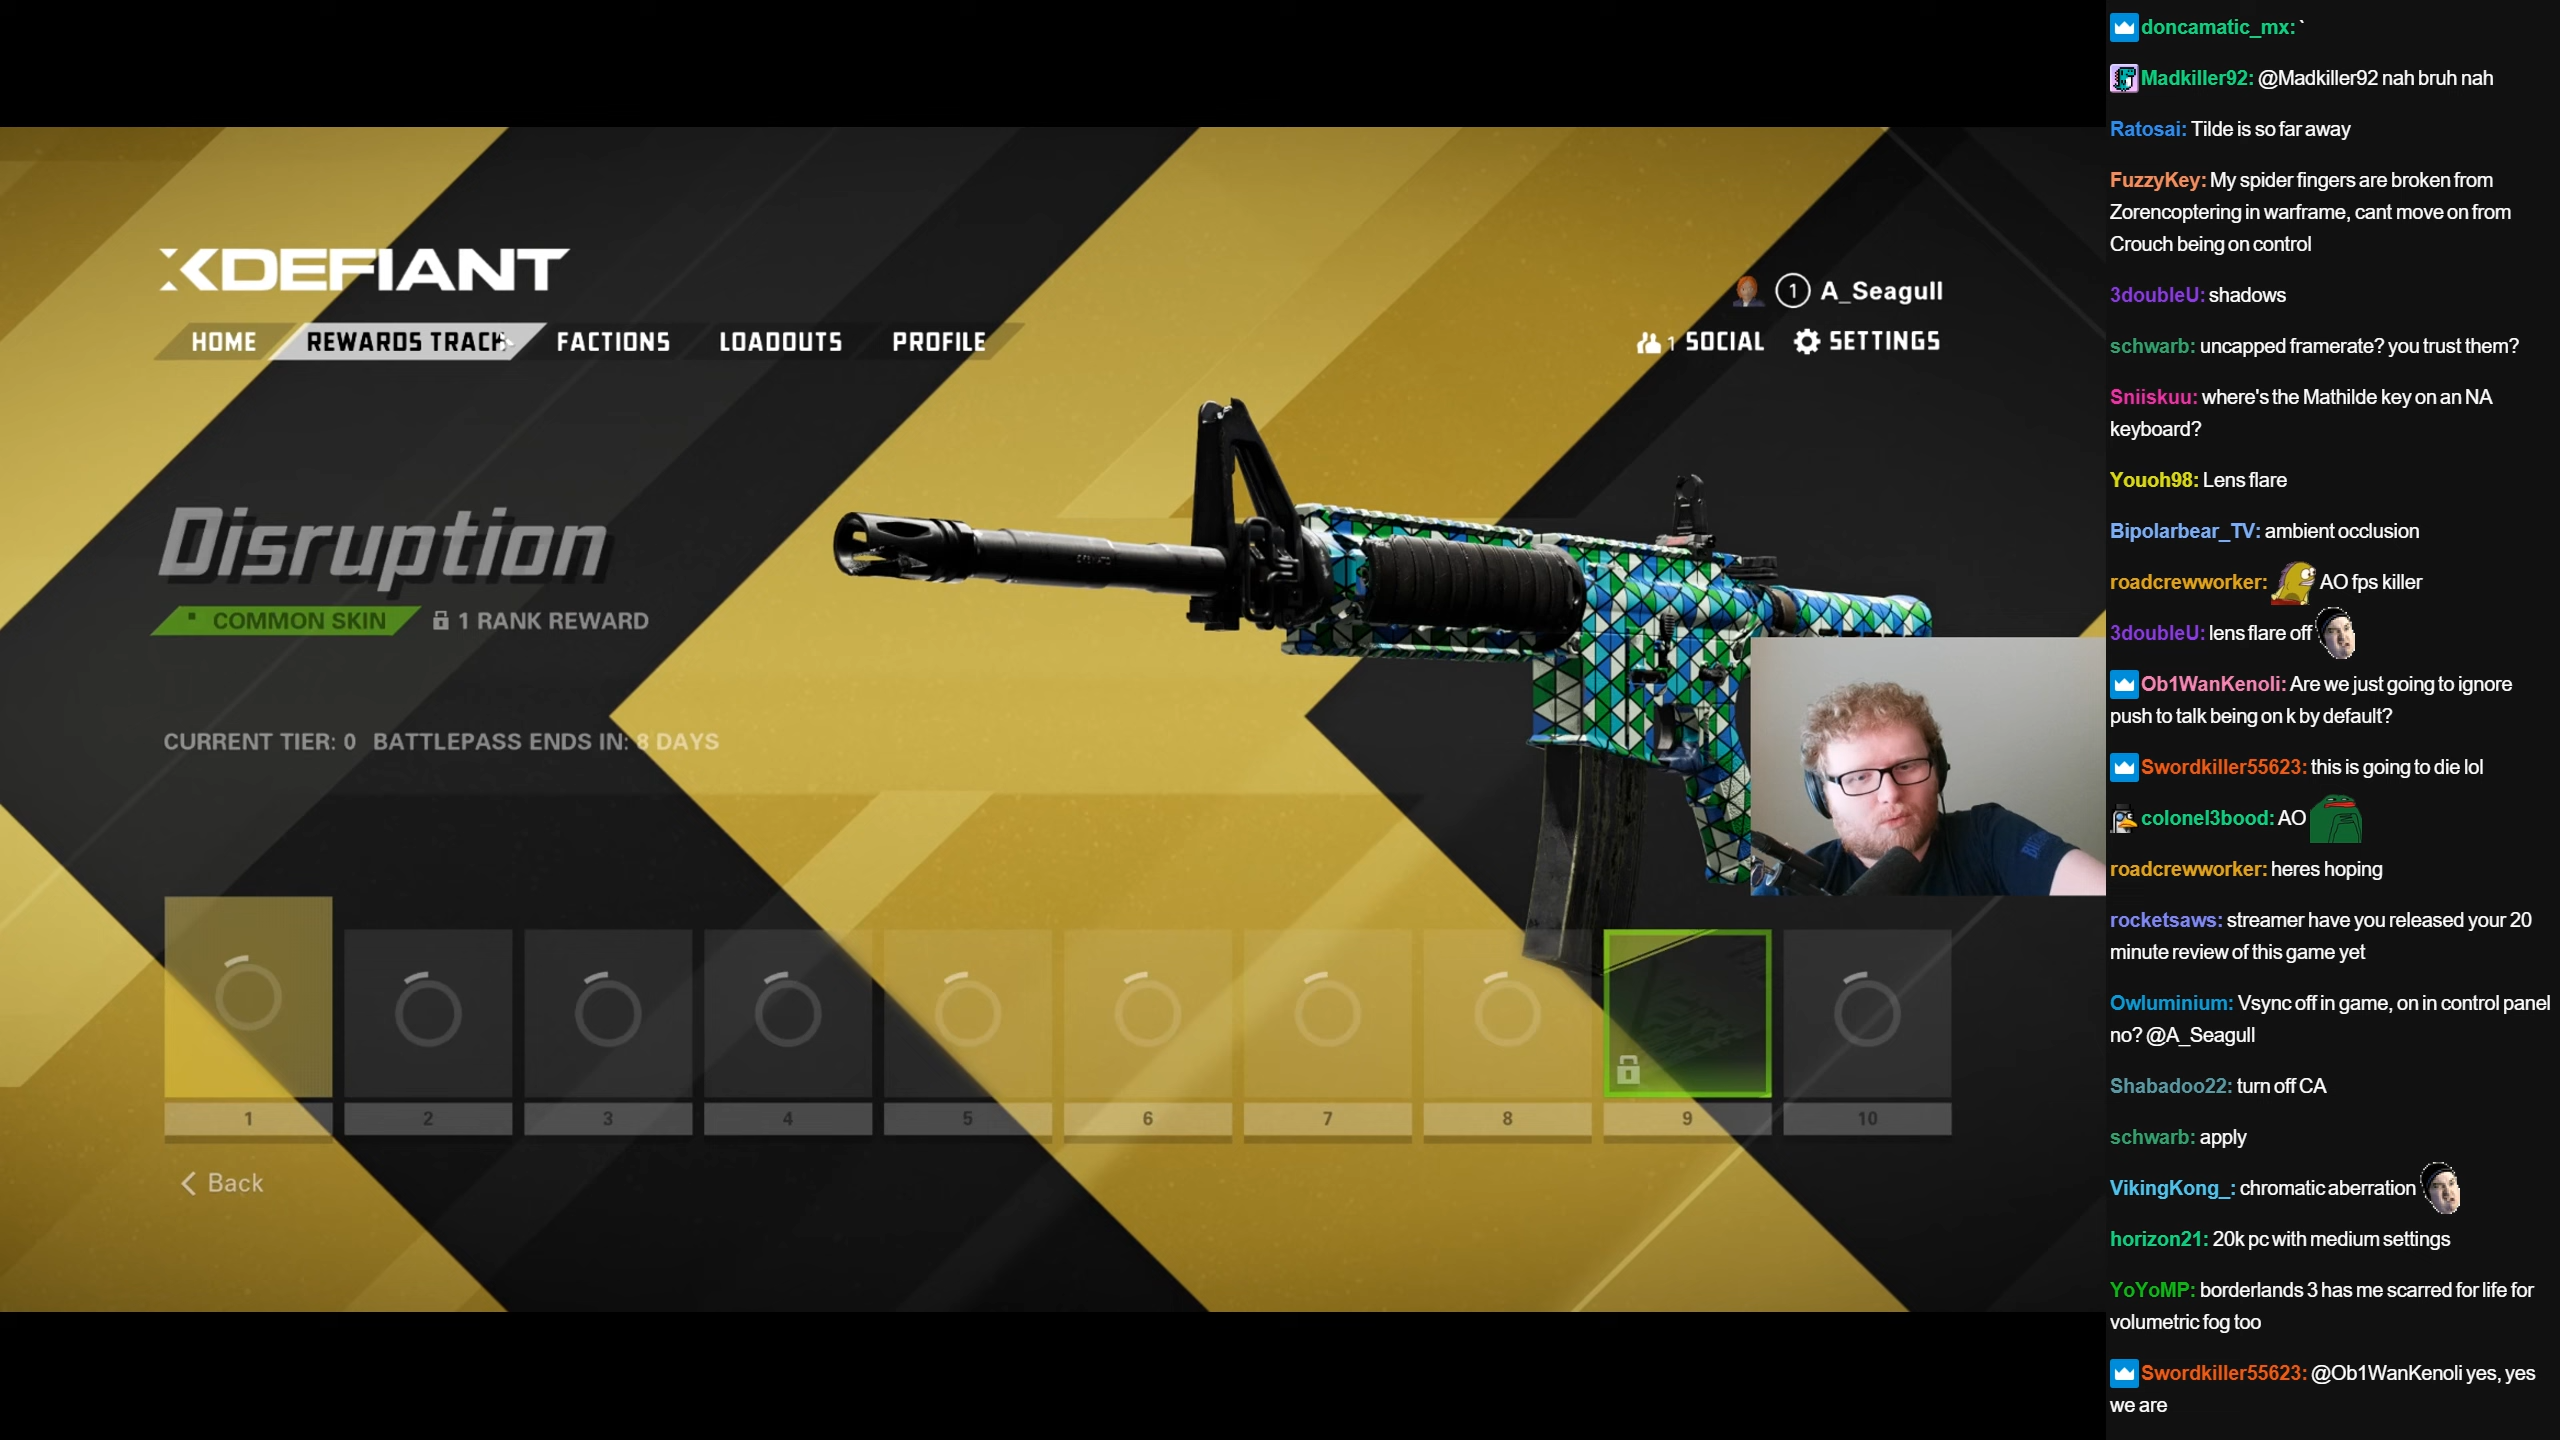 XDEFIANT
1 A_Seagull
HOME REWARDS TRACK FACTIONS LOADOUTS PROFILE
1 SOCIAL SETTINGS
Disruption
COMMON SKIN 1 RANK REWARD
CURRENT TIER: 0 BATTLEPASS ENDS IN: 8 DAYS
1 2 3 4 5 6 7 8 9 10
Back
doncamatic_mx: `
Madkiller92: @Madkiller92 nah bruh nah
Ratosai: Tilde is so far away
FuzzyKey: My spider fingers are broken from
Zorencoptering in warframe, cant move on from
Crouch being on control
3doubleU: shadows
schwarb: uncapped framerate? you trust them?
Sniiskuu: where's the Mathilde key on an NA
keyboard?
Youoh98: Lens flare
Bipolarbear_TV: ambient occlusion
roadcrewworker: AO fps killer
3doubleU: lens flare off
Ob1WanKenoli: Are we just going to ignore
push to talk being on k by default?
Swordkiller55623: this is going to die lol
colonel3bood: AO
roadcrewworker: heres hoping
rocketsaws: streamer have you released your 20
minute review of this game yet
Owluminium: Vsync off in game, on in control panel
no? @A_Seagull
Shabadoo22: turn off CA
schwarb: apply
VikingKong_: chromatic aberration
horizon21: 20k pc with medium settings
YoYoMP: borderlands 3 has me scarred for life for
volumetric fog too
Swordkiller55623: @Ob1WanKenoli yes, yes
we are